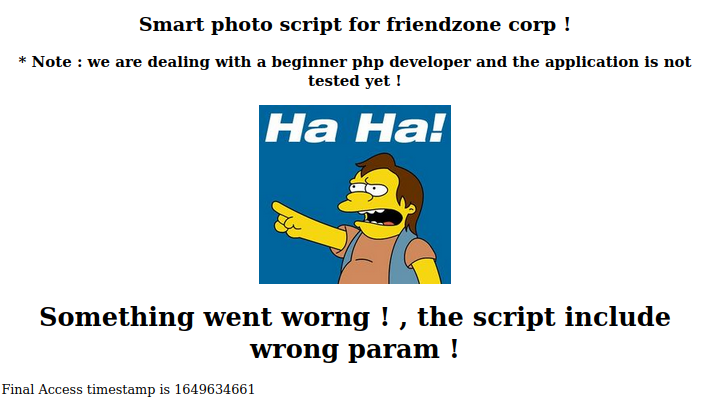 Smart photo script for friendzone corp !
* Note : we are dealing with a beginner php developer and the application is not
tested yet !
Ha Ha!
Something went worng ! , the script include
wrong param !
Final Access timestamp is 1649634661